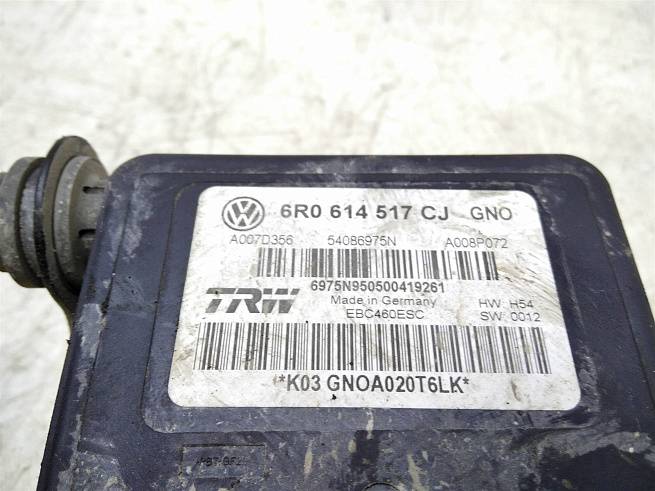 6R0 614 517 CJ GNO
A007D356 54086975N A008P072
6975N950500419261
TRW Made in Germany HW: H54
EBC460ESC SW: 0012
*K03 GNOA020T6LK*